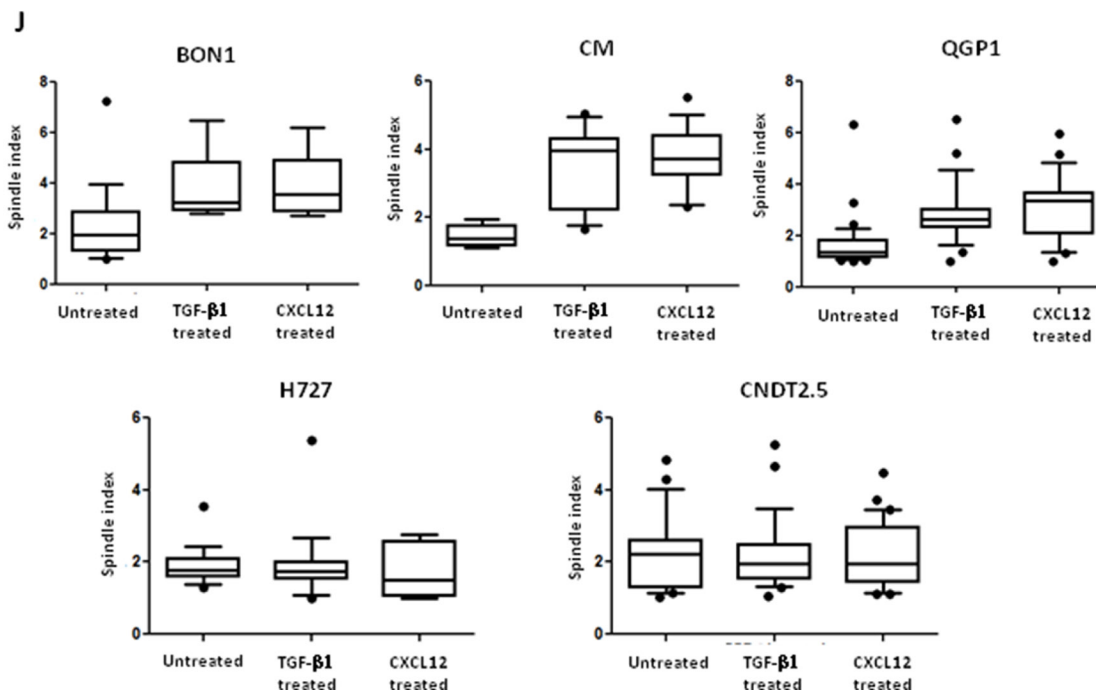 J
BON1
8
6
4
2
0
Spindle index
Untreated
TGF-β1
treated
CXCL12
treated
CM
6
4
2
0
Spindle index
Untreated
TGF-β1
treated
CXCL12
treated
QGP1
8
6
4
2
0
Spindle index
Untreated
TGF-β1
treated
CXCL12
treated
H727
6
4
2
0
Spindle index
Untreated
TGF-β1
treated
CXCL12
treated
CNDT2.5
6
4
2
0
Spindle index
Untreated
TGF-β1
treated
CXCL12
treated